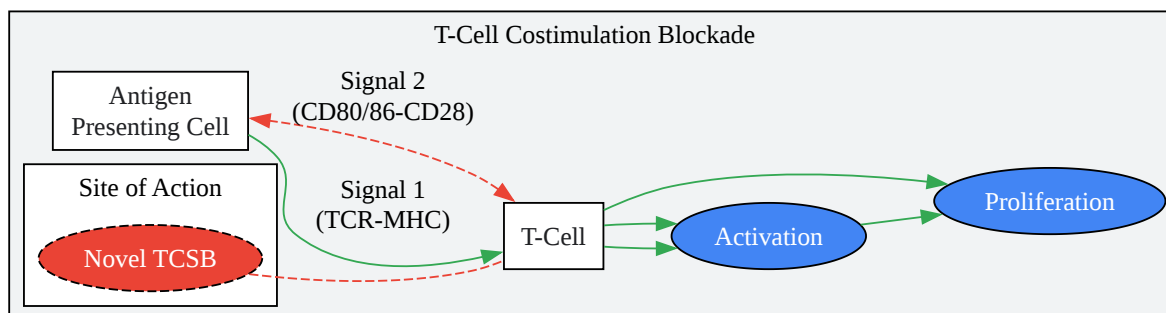 T-Cell Costimulation Blockade
Antigen
Presenting Cell
Signal 2
(CD80/86-CD28)
Site of Action
Novel TCSB
Signal 1
(TCR-MHC)
T-Cell
Activation
Proliferation